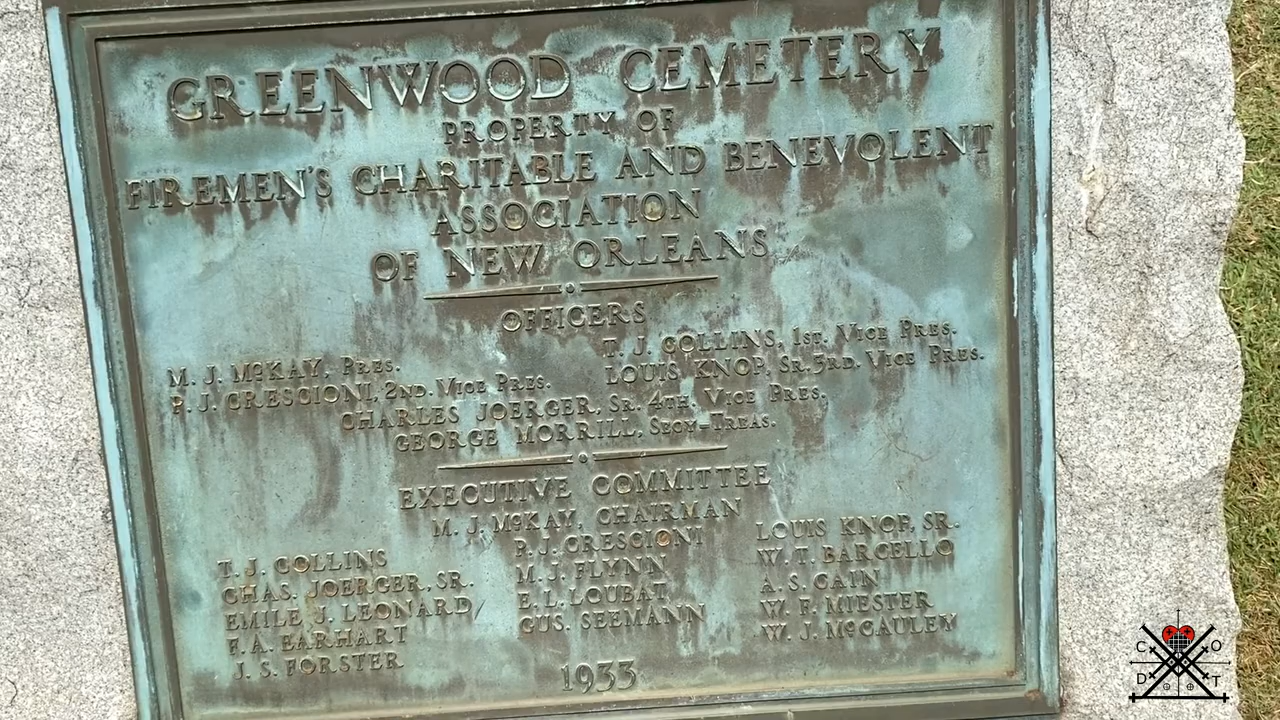 GREENWOOD CEMETERY
PROPERTY OF
FIREMEN'S CHARITABLE AND BENEVOLENT
ASSOCIATION
OF NEW ORLEANS
OFFICERS
M. J. McKAY, PRES. T. J. COLLINS, 1ST. VICE PRES.
P. J. CRESCIONI, 2ND. VICE PRES. LOUIS KNOP, SR. 3RD. VICE PRES.
CHARLES JOERGER, SR. 4TH. VICE PRES.
GEORGE MORRILL, SECY=TREAS.
EXECUTIVE COMMITTEE
M. J. McKAY, CHAIRMAN
T. J. COLLINS P. J. CRESCIONI LOUIS KNOP, SR.
CHAS. JOERGER, SR. M. J. FLYNN W. T. BARCELLO
EMILE J. LEONARD E. L. LOUBAT A. S. CAIN
F. A. EARHART GUS. SEEMANN W. F. MIESTER
J. S. FORSTER W. J. McCAULEY
1933
C O
D T